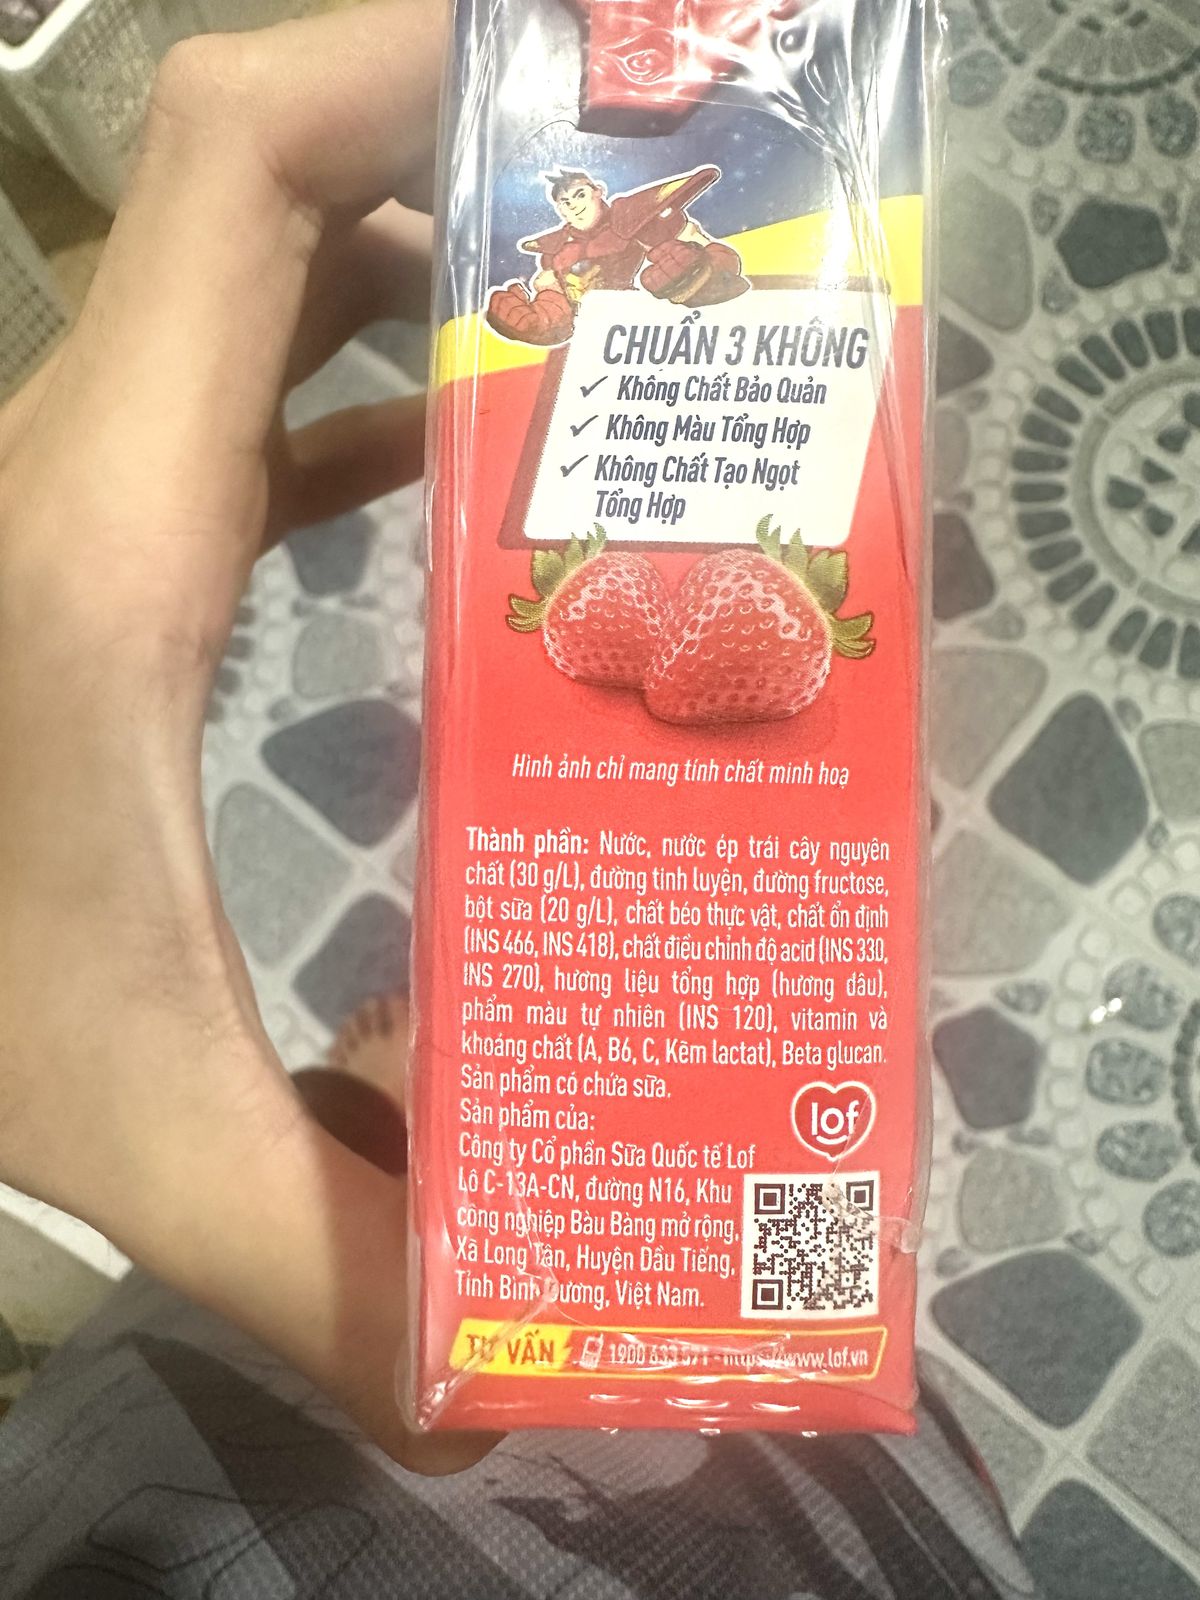 CHUẨN 3 KHÔNG
✓ Không Chất Bảo Quản
✓ Không Màu Tổng Hợp
✓ Không Chất Tạo Ngọt
Tổng Hợp
Hình ảnh chỉ mang tính chất minh hoạ
Thành phần: Nước, nước ép trái cây nguyên
chất (30 g/L), đường tinh luyện, đường fructose,
bột sữa (20 g/L), chất béo thực vật, chất ổn định
(INS 466, INS 418), chất điều chỉnh độ acid (INS 330,
INS 270), hương liệu tổng hợp (hương dâu),
phẩm màu tự nhiên (INS 120), vitamin và
khoáng chất (A, B6, C, Kẽm lactat), Beta glucan.
Sản phẩm có chứa sữa.
Sản phẩm của:
lof
Công ty Cổ phần Sữa Quốc tế Lof
Lô C-13A-CN, đường N16, Khu
công nghiệp Bàu Bàng mở rộng,
Xã Long Tân, Huyện Dầu Tiếng,
Tỉnh Bình Dương, Việt Nam.
TƯ VẤN 1900 - https://www.lof.vn